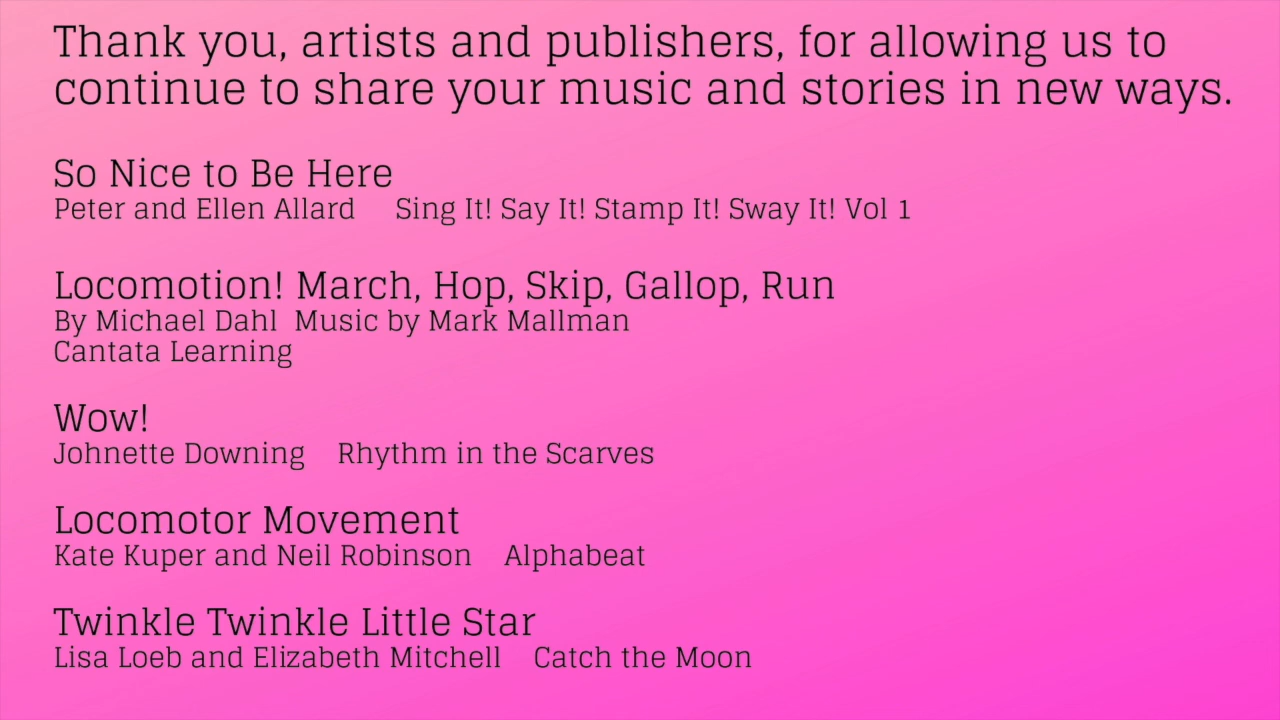 Thank you, artists and publishers, for allowing us to
continue to share your music and stories in new ways.
So Nice to Be Here
Peter and Ellen Allard Sing It! Say It! Stamp It! Sway It! Vol 1
Locomotion! March, Hop, Skip, Gallop, Run
By Michael Dahl Music by Mark Mallman
Cantata Learning
Wow!
Johnette Downing Rhythm in the Scarves
Locomotor Movement
Kate Kuper and Neil Robinson Alphabeat
Twinkle Twinkle Little Star
Lisa Loeb and Elizabeth Mitchell Catch the Moon